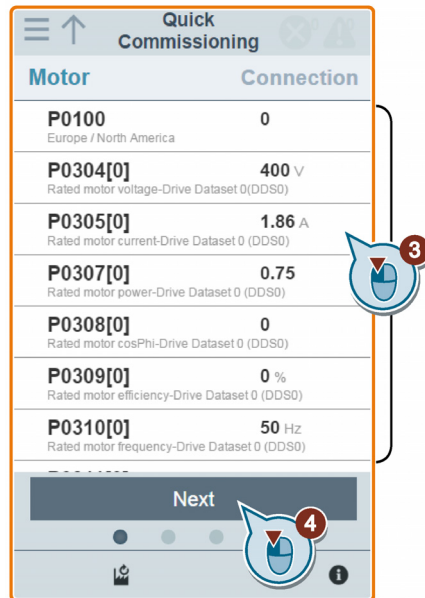 Quick
Commissioning
Motor Connection
P0100 0
Europe / North America
P0304[0] 400 V
Rated motor voltage-Drive Dataset 0(DDS0)
P0305[0] 1.86 A
Rated motor current-Drive Dataset 0 (DDS0)
3
P0307[0] 0.75
Rated motor power-Drive Dataset 0 (DDS0)
P0308[0] 0
Rated motor cosPhi-Drive Dataset 0 (DDS0)
P0309[0] 0 %
Rated motor efficiency-Drive Dataset 0 (DDS0)
P0310[0] 50 Hz
Rated motor frequency-Drive Dataset 0 (DDS0)
Next
4